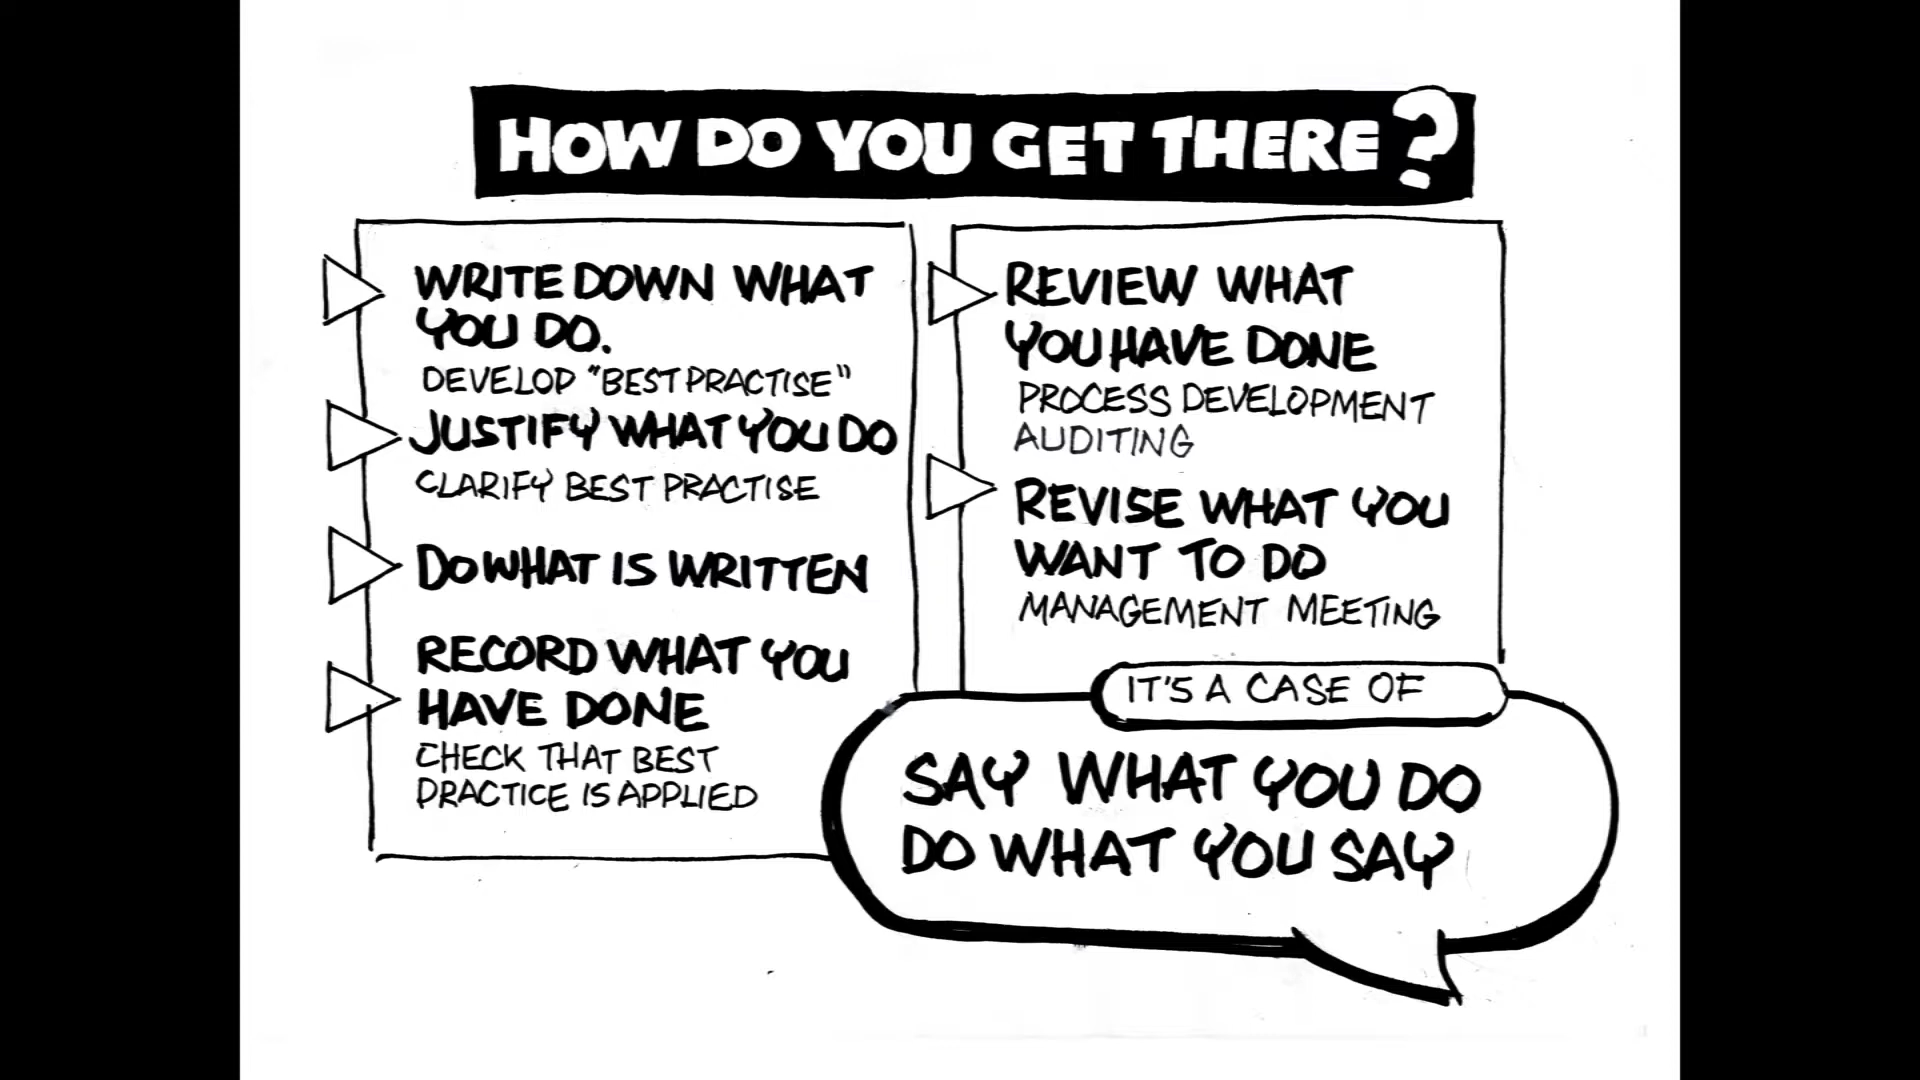 HOW DO YOU GET THERE?
WRITE DOWN WHAT
YOU DO.
DEVELOP "BEST PRACTISE"
JUSTIFY WHAT YOU DO
CLARIFY BEST PRACTISE
DO WHAT IS WRITTEN
RECORD WHAT YOU
HAVE DONE
CHECK THAT BEST
PRACTICE IS APPLIED
REVIEW WHAT
YOU HAVE DONE
PROCESS DEVELOPMENT
AUDITING
REVISE WHAT YOU
WANT TO DO
MANAGEMENT MEETING
IT'S A CASE OF
SAY WHAT YOU DO
DO WHAT YOU SAY